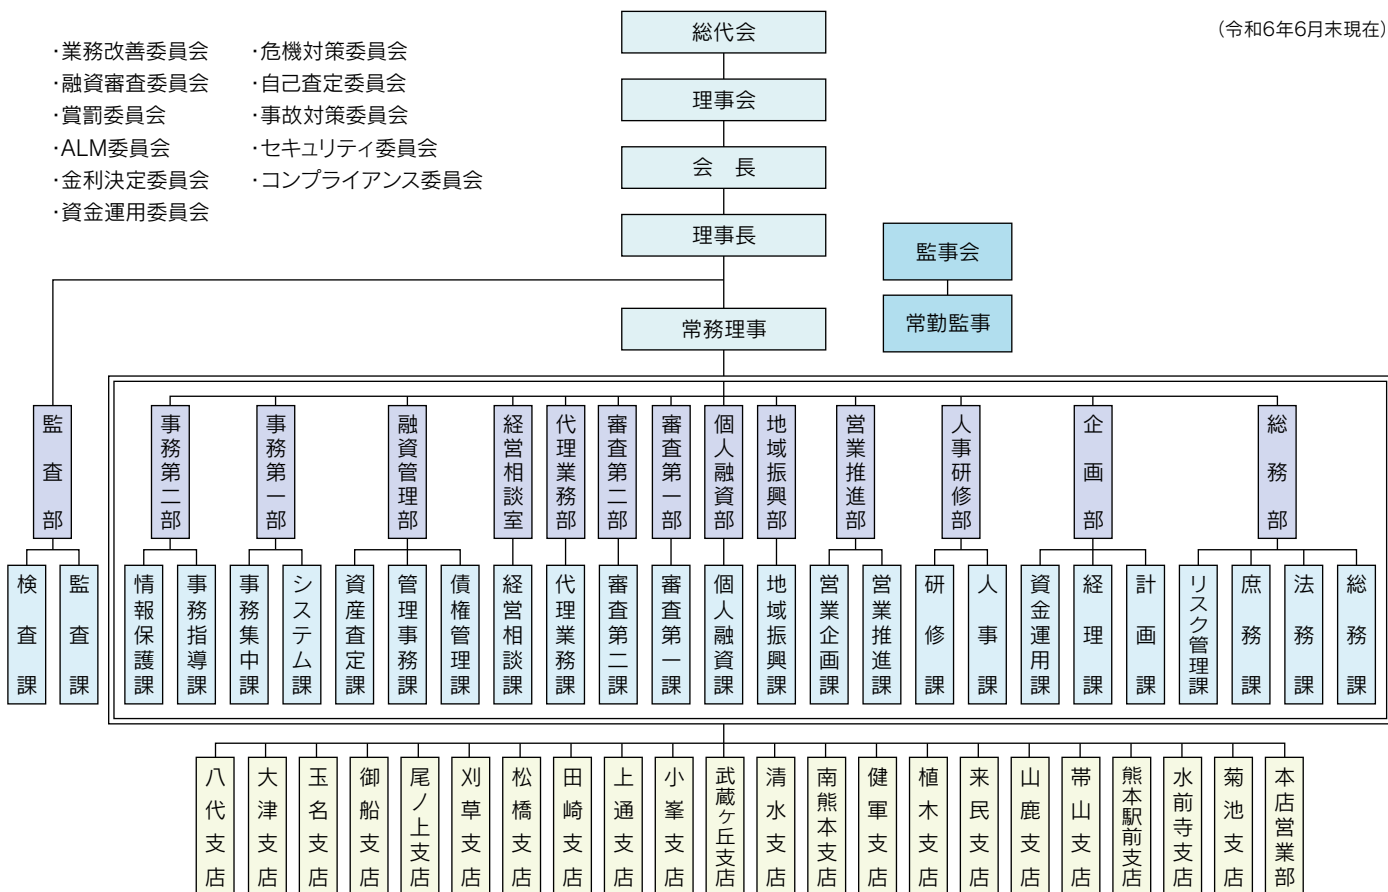 (令和6年6月末現在)
・業務改善委員会
・融資審査委員会
・賞罰委員会
・ALM委員会
・金利決定委員会
・資金運用委員会
・危機対策委員会
・自己査定委員会
・事故対策委員会
・セキュリティ委員会
・コンプライアンス委員会
総代会
理事会
会　長
理事長
常務理事
監事会
常勤監事
監査部
事務第二部
事務第一部
融資管理部
経営相談室
代理業務部
審査第二部
審査第一部
個人融資部
地域振興部
営業推進部
人事研修部
企画部
総務部
検査課
監査課
情報保護課
事務指導課
事務集中課
システム課
資産査定課
管理事務課
債権管理課
経営相談課
代理業務課
審査第二課
審査第一課
個人融資課
地域振興課
営業企画課
営業推進課
研修課
人事課
資金運用課
経理課
計画課
リスク管理課
庶務課
法務課
総務課
八代支店
大津支店
玉名支店
御船支店
尾ノ上支店
刈草支店
松橋支店
田崎支店
上通支店
小峯支店
武蔵ヶ丘支店
清水支店
南熊本支店
健軍支店
植木支店
来民支店
山鹿支店
帯山支店
熊本駅前支店
水前寺支店
菊池支店
本店営業部